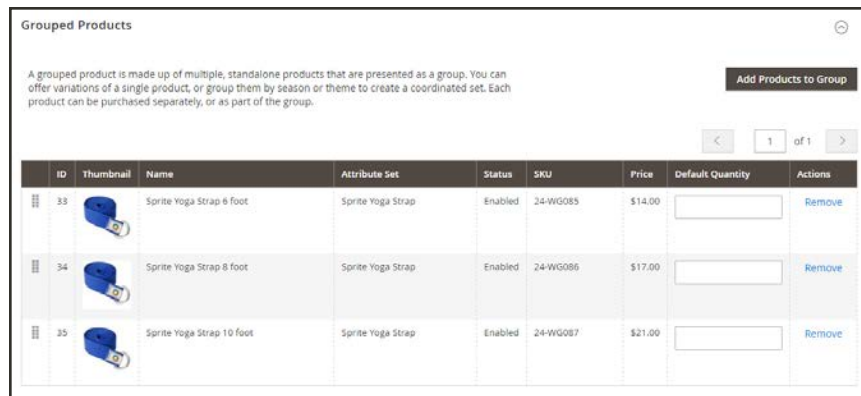 Grouped Products
A grouped product is made up of multiple, standalone products that are presented as a group. You can
offer variations of a single product, or group them by season or theme to create a coordinated set. Each
product can be purchased separately, or as part of the group.
Add Products to Group
1 of 1
ID Thumbnail Name Attribute Set Status SKU Price Default Quantity Actions
33 Sprite Yoga Strap 6 foot Sprite Yoga Strap Enabled 24-WG085 $14.00 Remove
34 Sprite Yoga Strap 8 foot Sprite Yoga Strap Enabled 24-WG086 $17.00 Remove
35 Sprite Yoga Strap 10 foot Sprite Yoga Strap Enabled 24-WG087 $21.00 Remove